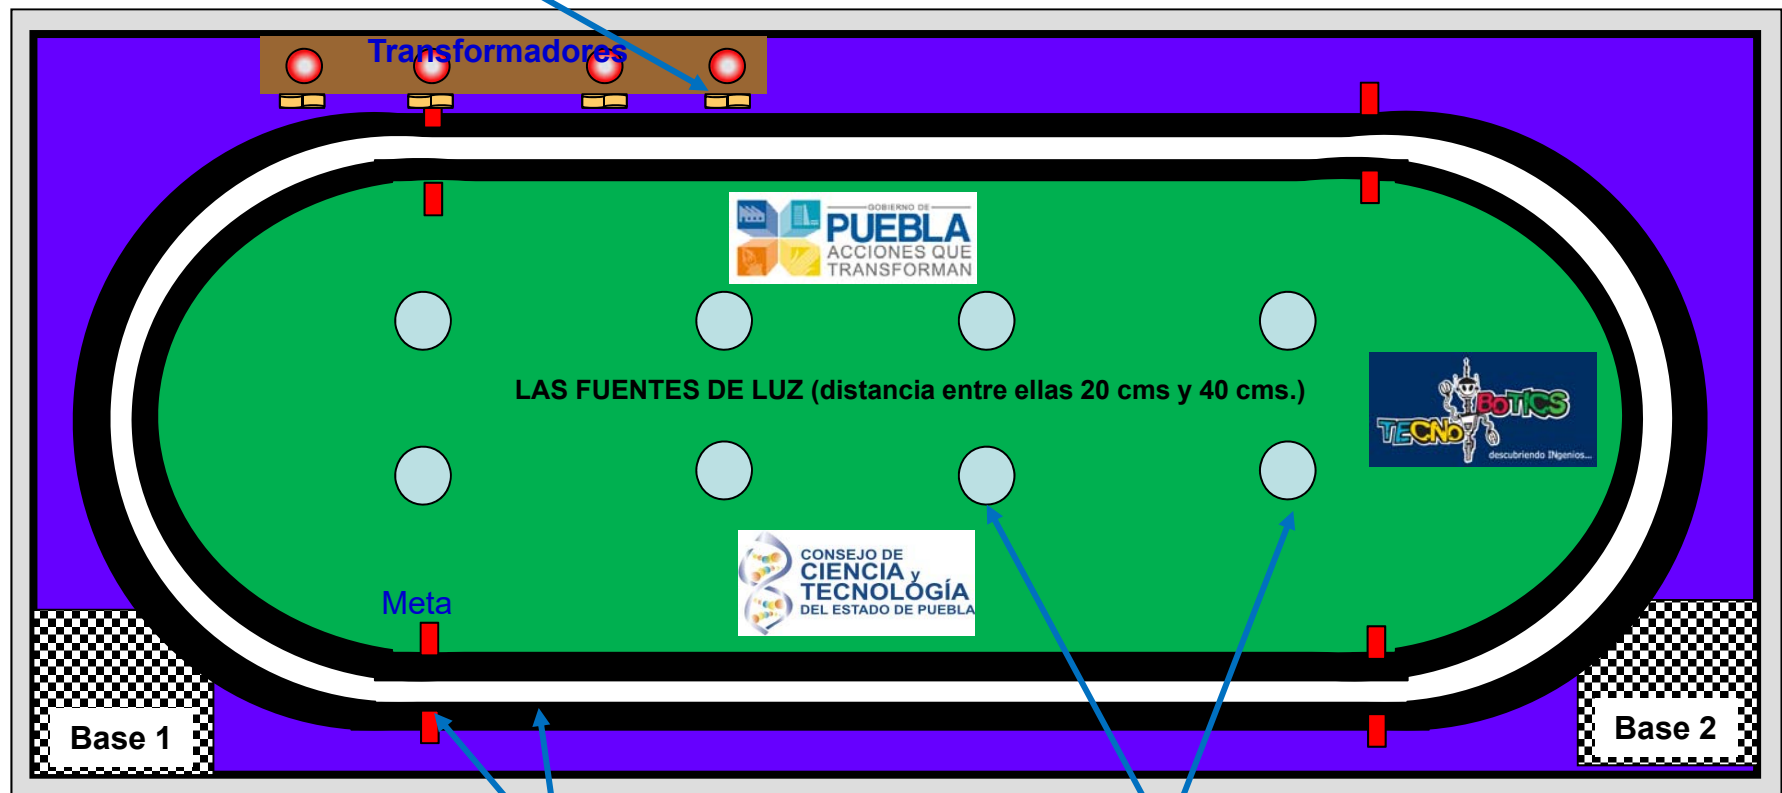 Transformadores
GOBIERNO DE
PUEBLA
ACCIONES QUE
TRANSFORMAN
LAS FUENTES DE LUZ (distancia entre ellas 20 cms y 40 cms.)
TECNO BOTICS
descubriendo INgenios...
CONSEJO DE
CIENCIA y
TECNOLOGÍA
DEL ESTADO DE PUEBLA
Meta
Base 1
Base 2